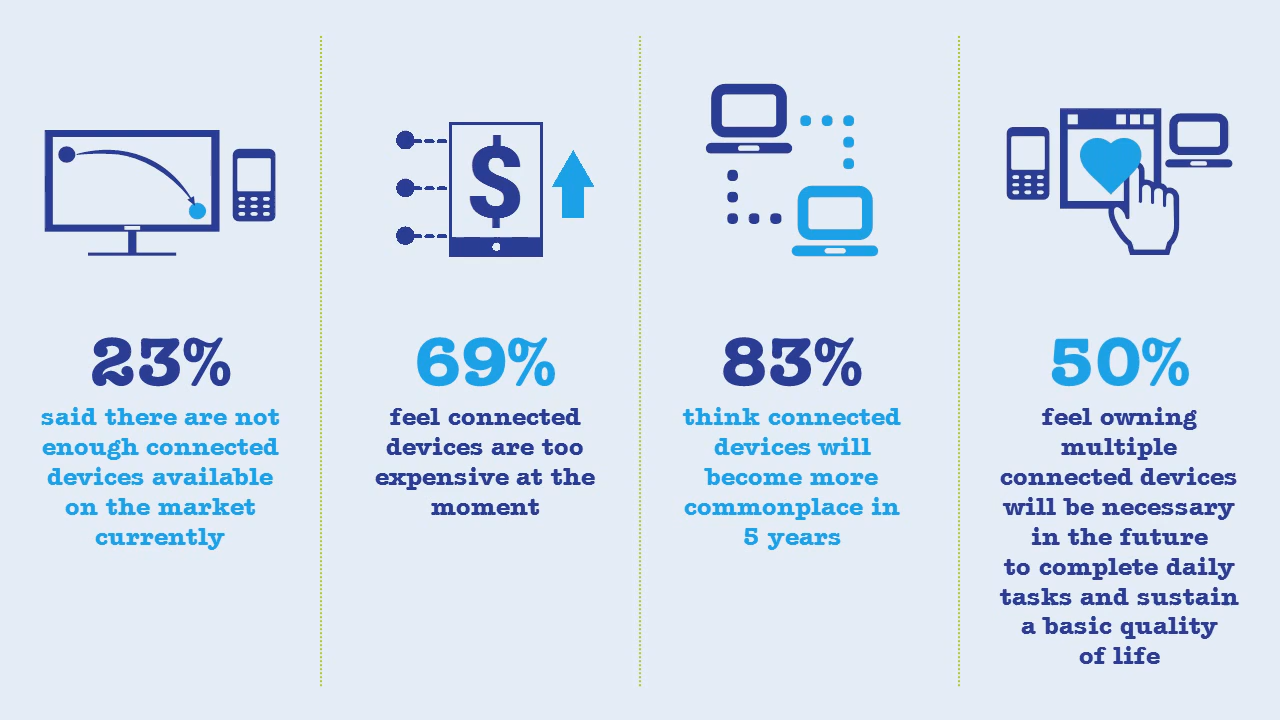 23%
said there are not
enough connected
devices available
on the market
currently
69%
feel connected
devices are too
expensive at the
moment
83%
think connected
devices will
become more
commonplace in
5 years
50%
feel owning
multiple
connected devices
will be necessary
in the future
to complete daily
tasks and sustain
a basic quality
of life
$